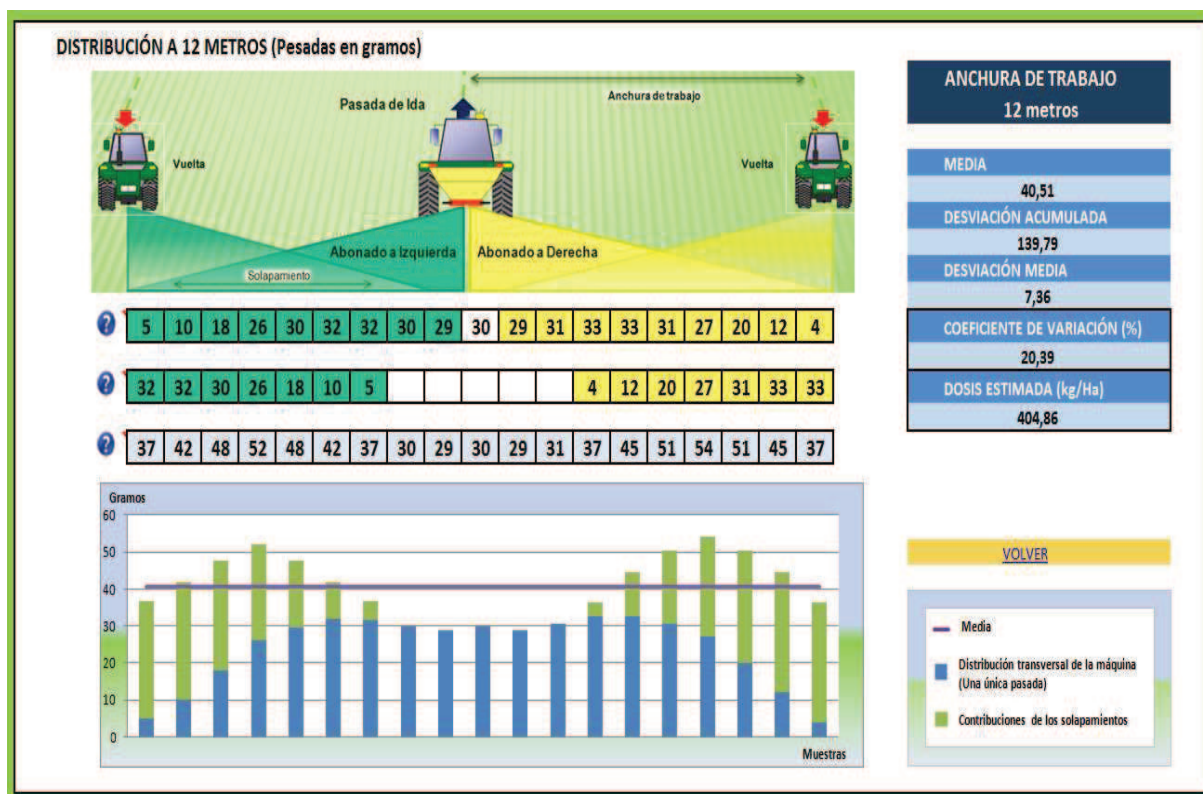 DISTRIBUCIÓN A 12 METROS (Pesadas en gramos)
Pasada de Ida
Anchura de trabajo
Vuelta
Vuelta
Abonado a Izquierda
Abonado a Derecha
Solapamiento
? 5 10 18 26 30 32 32 30 29 30 29 31 33 33 31 27 20 12 4
? 32 32 30 26 18 10 5 4 12 20 27 31 33 33
? 37 42 48 52 48 42 37 30 29 30 29 31 37 45 51 54 51 45 37
Gramos
60
50
40
30
20
10
0
Muestras
ANCHURA DE TRABAJO
12 metros
MEDIA
40,51
DESVIACIÓN ACUMULADA
139,79
DESVIACIÓN MEDIA
7,36
COEFICIENTE DE VARIACIÓN (%)
20,39
DOSIS ESTIMADA (kg/Ha)
404,86
VOLVER
Media
Distribución transversal de la máquina
(Una única pasada)
Contribuciones de los solapamientos